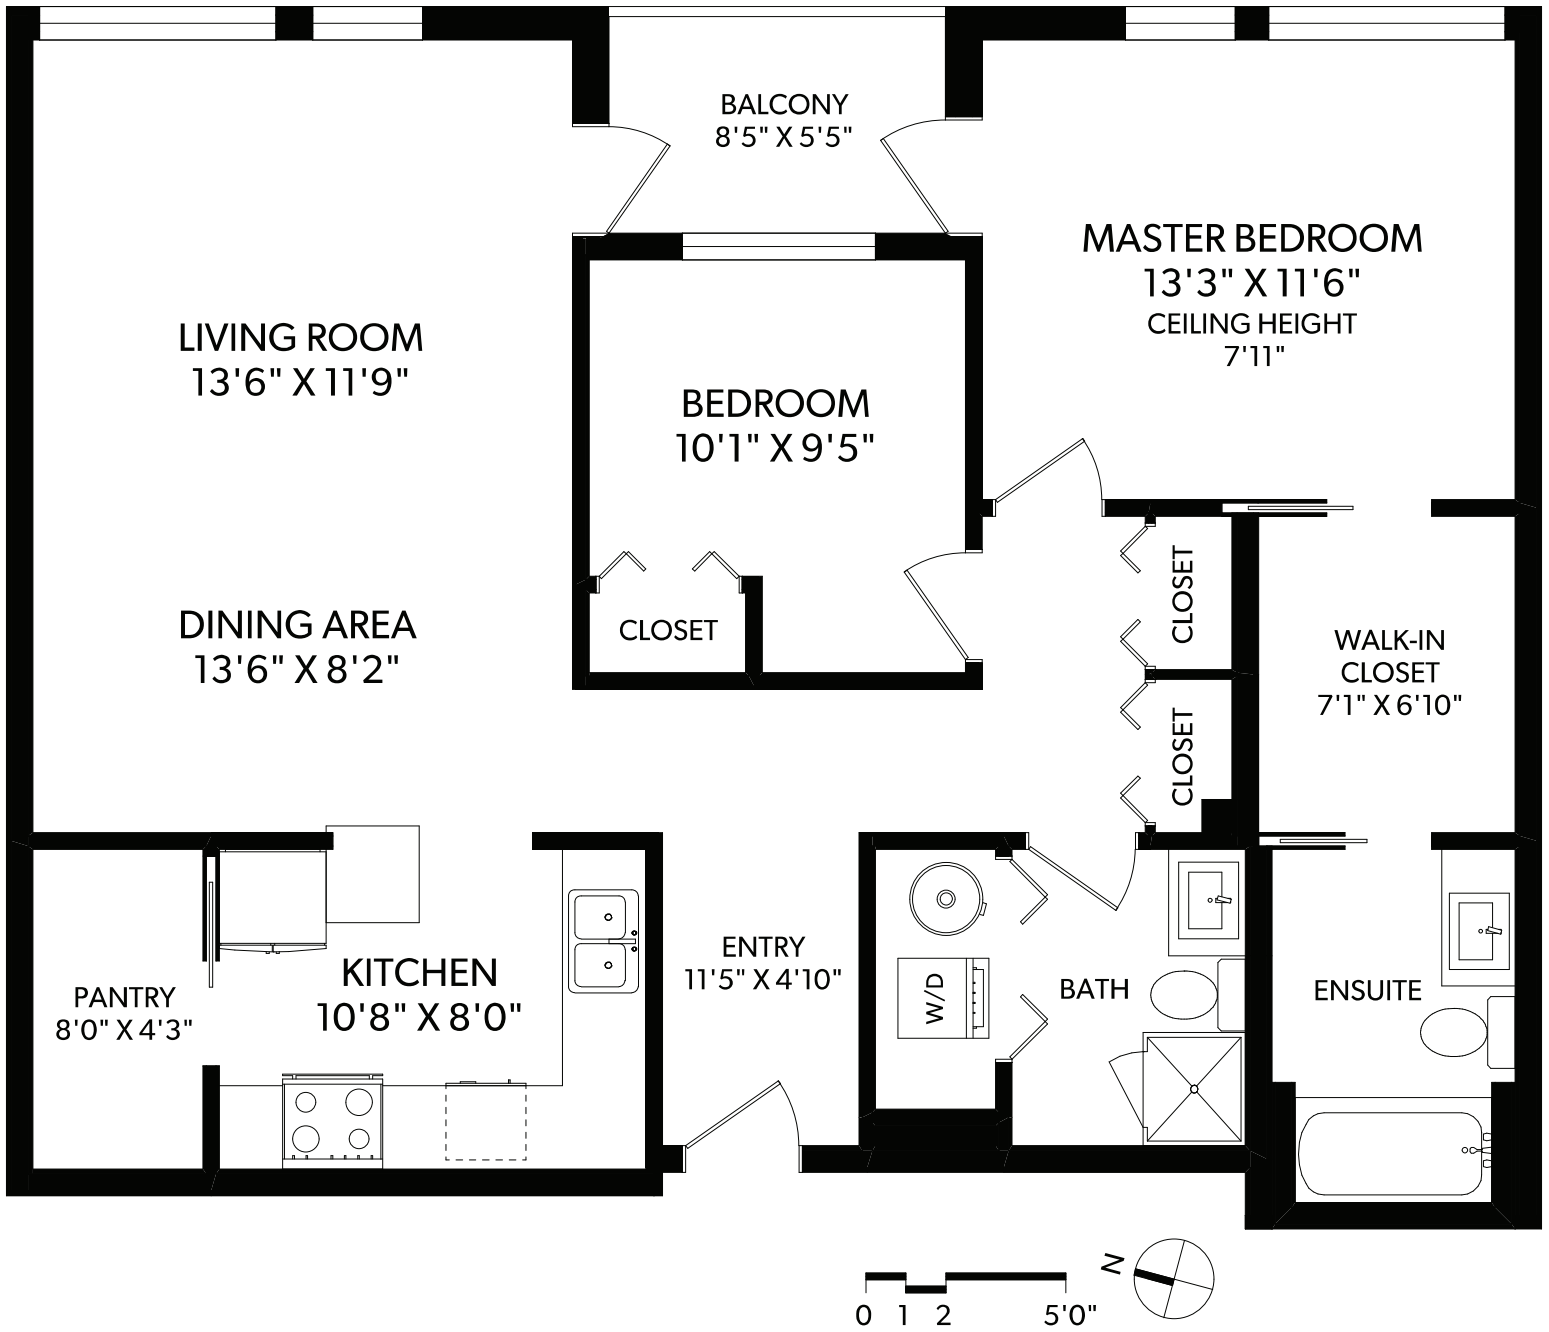 BALCONY
8'5" X 5'5"
MASTER BEDROOM
13'3" X 11'6"
CEILING HEIGHT
7'11"
LIVING ROOM
13'6" X 11'9"
BEDROOM
10'1" X 9'5"
CLOSET
DINING AREA
13'6" X 8'2"
CLOSET
WALK-IN
CLOSET
7'1" X 6'10"
CLOSET
ENTRY
11'5" X 4'10"
KITCHEN
10'8" X 8'0"
PANTRY
8'0" X 4'3"
W/D
BATH
ENSUITE
N
0 1 2 5'0"